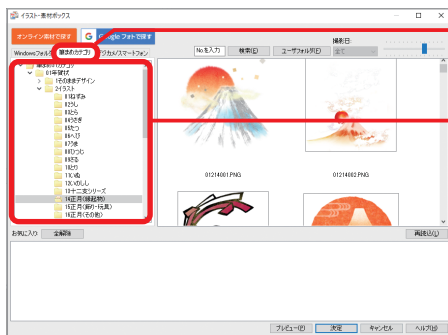 イラスト・素材ボックス
オンライン素材で探す
G Google フォトで探す
Windowsフォルダ 筆まめカテゴリ デジカメ/スマートフォン
Noを入力 検索(E) ユーザフォルダ(F)
撮影日:
全て
筆まめのカテゴリ
01年賀状
1そのままデザイン
2イラスト
01ねずみ
02うし
03とら
04うさぎ
05たつ
06へび
07うま
08ひつじ
09さる
10とり
11いぬ
12いのしし
13十二支シリーズ
14正月(縁起物)
15正月(飾り・玩具)
16正月(その他)
01214001.PNG
01214002.PNG
お気に入り: 全解除
再読込(L)
プレビュー(P) 決定 キャンセル ヘルプ(H)